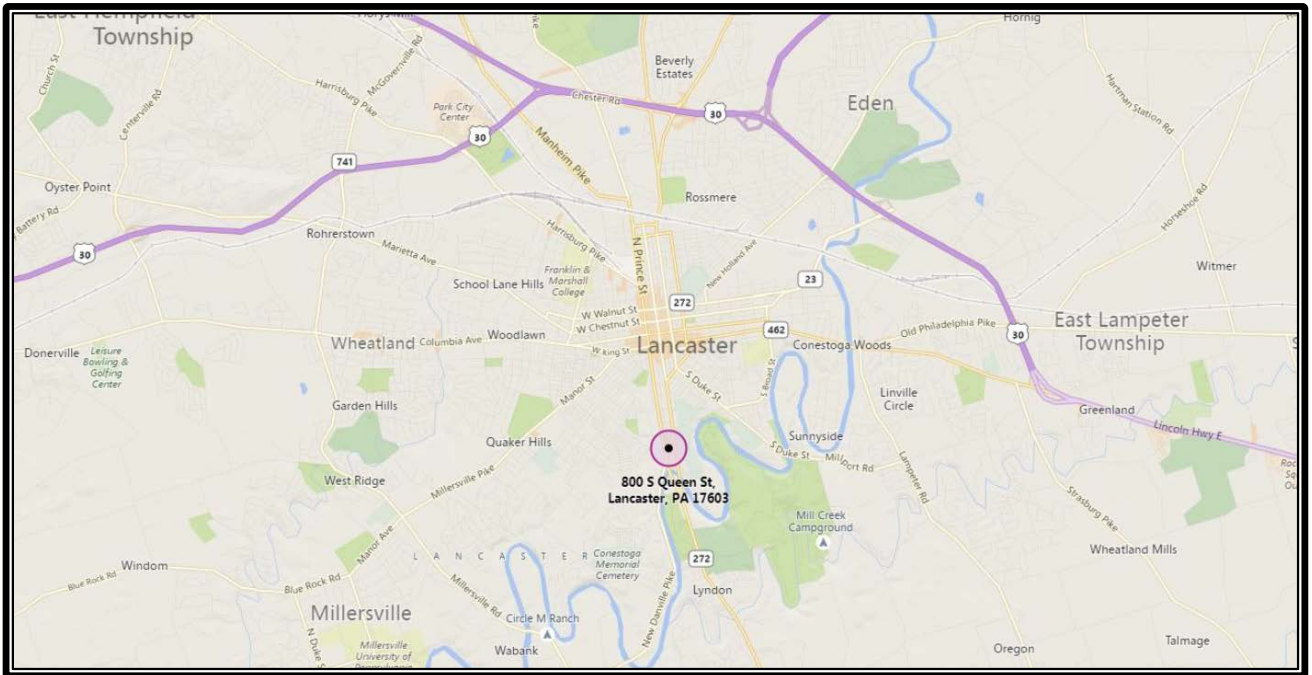 East Hempfield
Township
Hornig
Church St
Centerville Rd
McGovernville Rd
Harrisburg Pike
Park City
Center
Beverly
Estates
Chester Rd
30
Eden
Hartman Station Rd
30
741
Manheim Pike
Oyster Point
Battery Rd
Rossmere
Horseshoe Rd
Rohrerstown
Harrisburg Pike
N Prince St
New Holland Ave
30
Marietta Ave
Witmer
School Lane Hills
Franklin &
Marshall
College
23
272
W Walnut St
W Chestnut St
462
Old Philadelphia Pike
30
East Lampeter
Township
Donerville
Leisure
Bowling &
Golfing
Center
Wheatland
Columbia Ave
Woodlawn
W King St
Lancaster
Conestoga Woods
S Broad St
S Duke St
Manor St
Linville
Circle
Garden Hills
Greenland
Lincoln Hwy E
Quaker Hills
Sunnyside
S Duke St
Millport Rd
Lampeter Rd
West Ridge
Millersville Pike
800 S Queen St,
Lancaster, PA 17603
Strasburg Pike
Mill Creek
Campground
Manor Ave
LANCASTER
Conestoga
Memorial
Cemetery
272
Wheatland Mills
Windom
Blue Rock Rd
Blue Rock Rd
Millersville Rd
New Danville Pike
Lyndon
Millersville
Circle M Ranch
N Duke St
Millersville
University of
Wabank
Oregon
Talmage